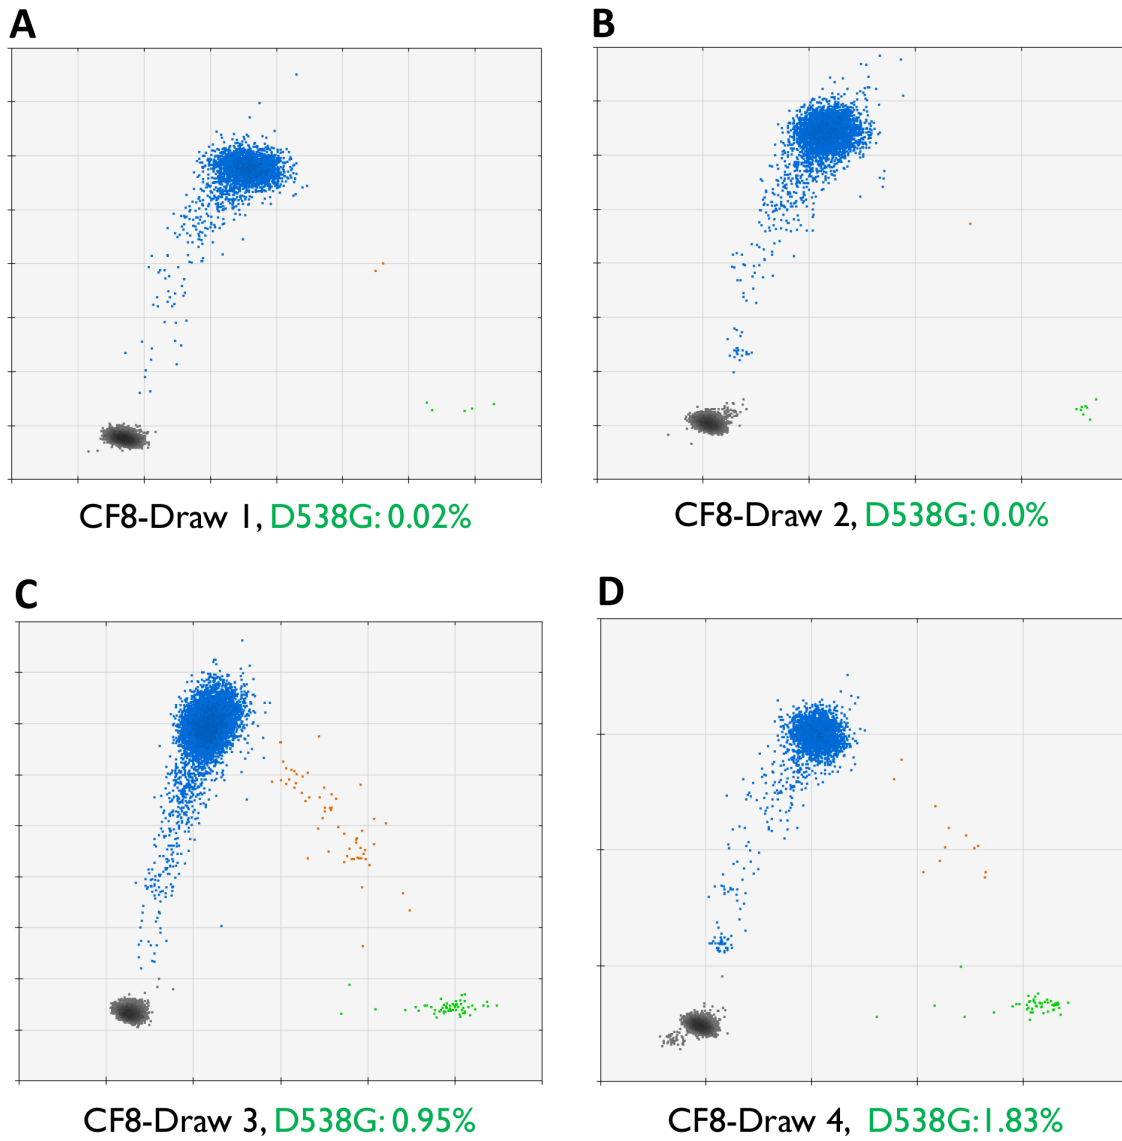 A
B
CF8-Draw 1, D538G: 0.02%
CF8-Draw 2, D538G: 0.0%
C
D
CF8-Draw 3, D538G: 0.95%
CF8-Draw 4, D538G:1.83%